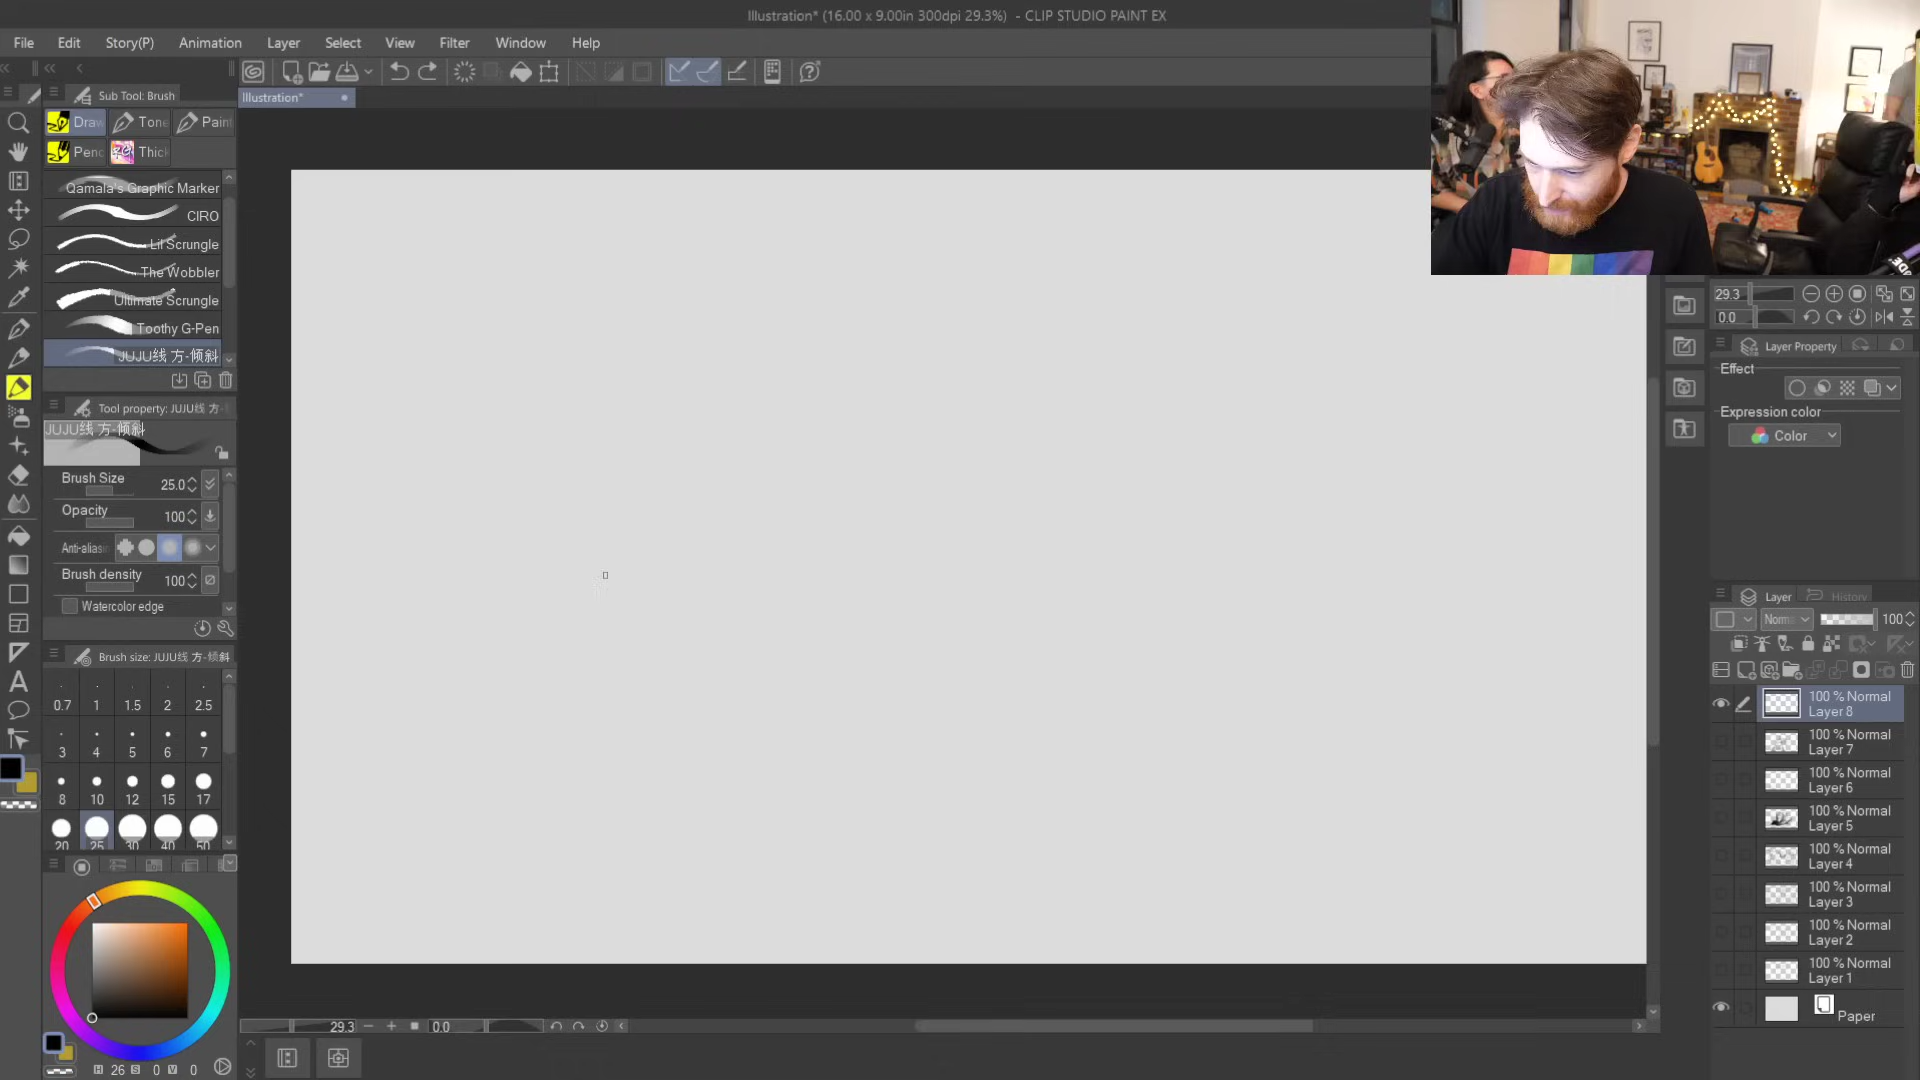 Illustration* (16.00 x 9.00in 300dpi 29.3%) - CLIP STUDIO PAINT EX
File Edit Story(P) Animation Layer Select View Filter Window Help
Sub Tool: Brush
Illustration*
Draw Tone Paint
Penc Thick
Qamala's Graphic Marker
CIRO
Lil Scrungle
The Wobbler
Ultimate Scrungle
Toothy G-Pen
JUJU线 方-倾斜
Tool property: JUJU线 方-
JUJU线 方-倾斜
Brush Size 25.0
Opacity 100
Anti-aliasin
Brush density 100
Watercolor edge
Brush size: JUJU线 方-倾斜
0.7 1 1.5 2 2.5
3 4 5 6 7
8 10 12 15 17
20 25 30 40 50
H 26 S 0 V 0
29.3 0.0
29.3
0.0
Layer Property
Effect
Expression color
Color
Layer History
Norma 100
100 % Normal
Layer 8
100 % Normal
Layer 7
100 % Normal
Layer 6
100 % Normal
Layer 5
100 % Normal
Layer 4
100 % Normal
Layer 3
100 % Normal
Layer 2
100 % Normal
Layer 1
Paper